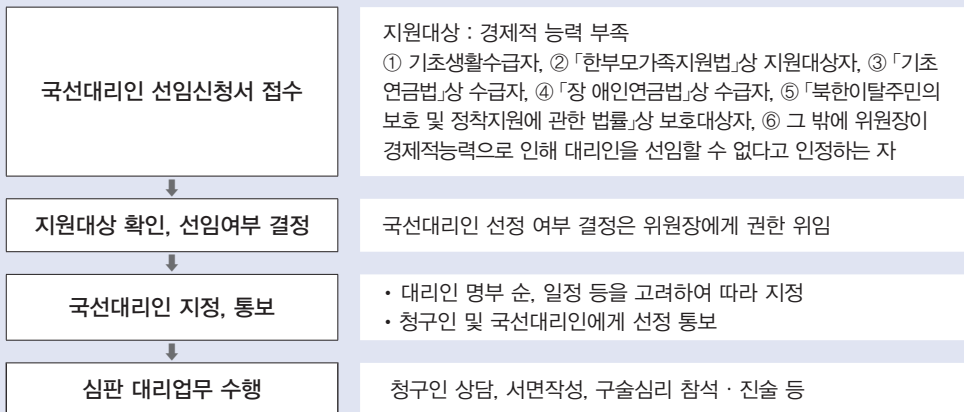 국선대리인 선임신청서 접수
지원대상 : 경제적 능력 부족
① 기초생활수급자, ②「한부모가족지원법」상 지원대상자, ③「기초
연금법」상 수급자, ④「장 애인연금법」상 수급자, ⑤「북한이탈주민의
보호 및 정착지원에 관한 법률」상 보호대상자, ⑥ 그 밖에 위원장이
경제적능력으로 인해 대리인을 선임할 수 없다고 인정하는 자
지원대상 확인, 선임여부 결정
국선대리인 선정 여부 결정은 위원장에게 권한 위임
국선대리인 지정, 통보
• 대리인 명부 순, 일정 등을 고려하여 따라 지정
• 청구인 및 국선대리인에게 선정 통보
심판 대리업무 수행
청구인 상담, 서면작성, 구술심리 참석 · 진술 등